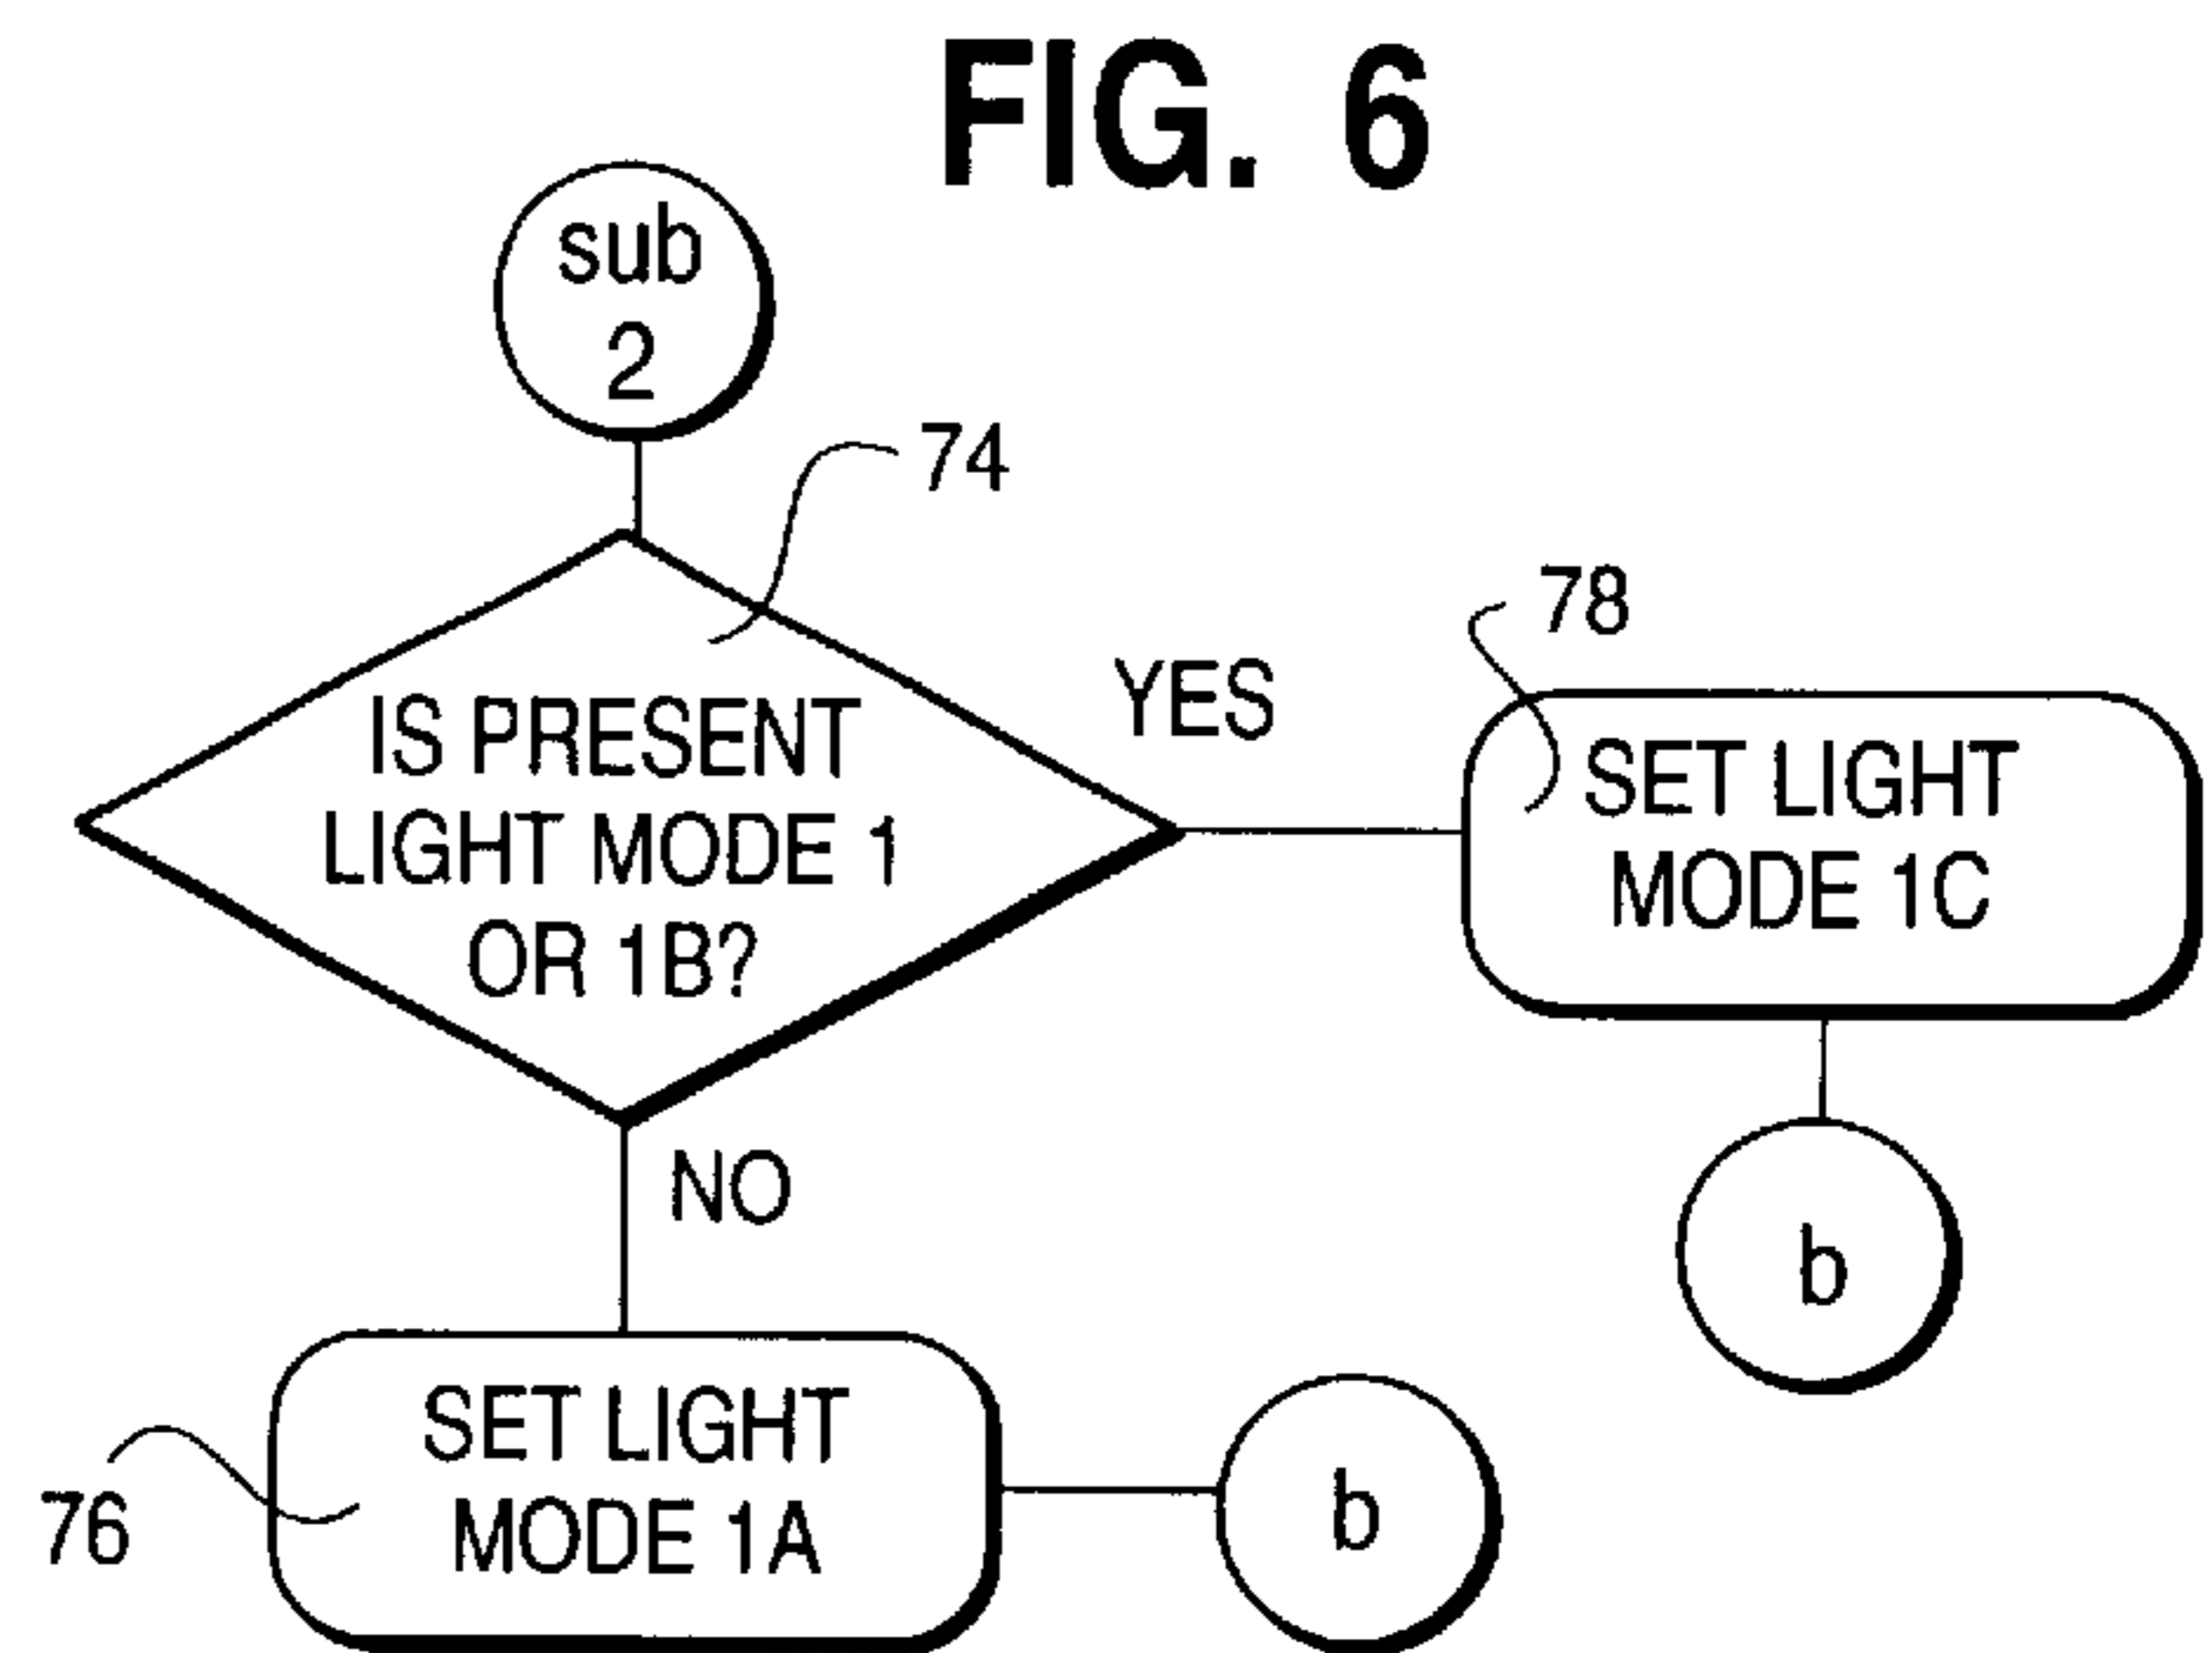 FIG. 6
sub
2
74
IS PRESENT
LIGHT MODE 1
OR 1B?
YES
78
SET LIGHT
MODE 1C
b
NO
76
SET LIGHT
MODE 1A
b